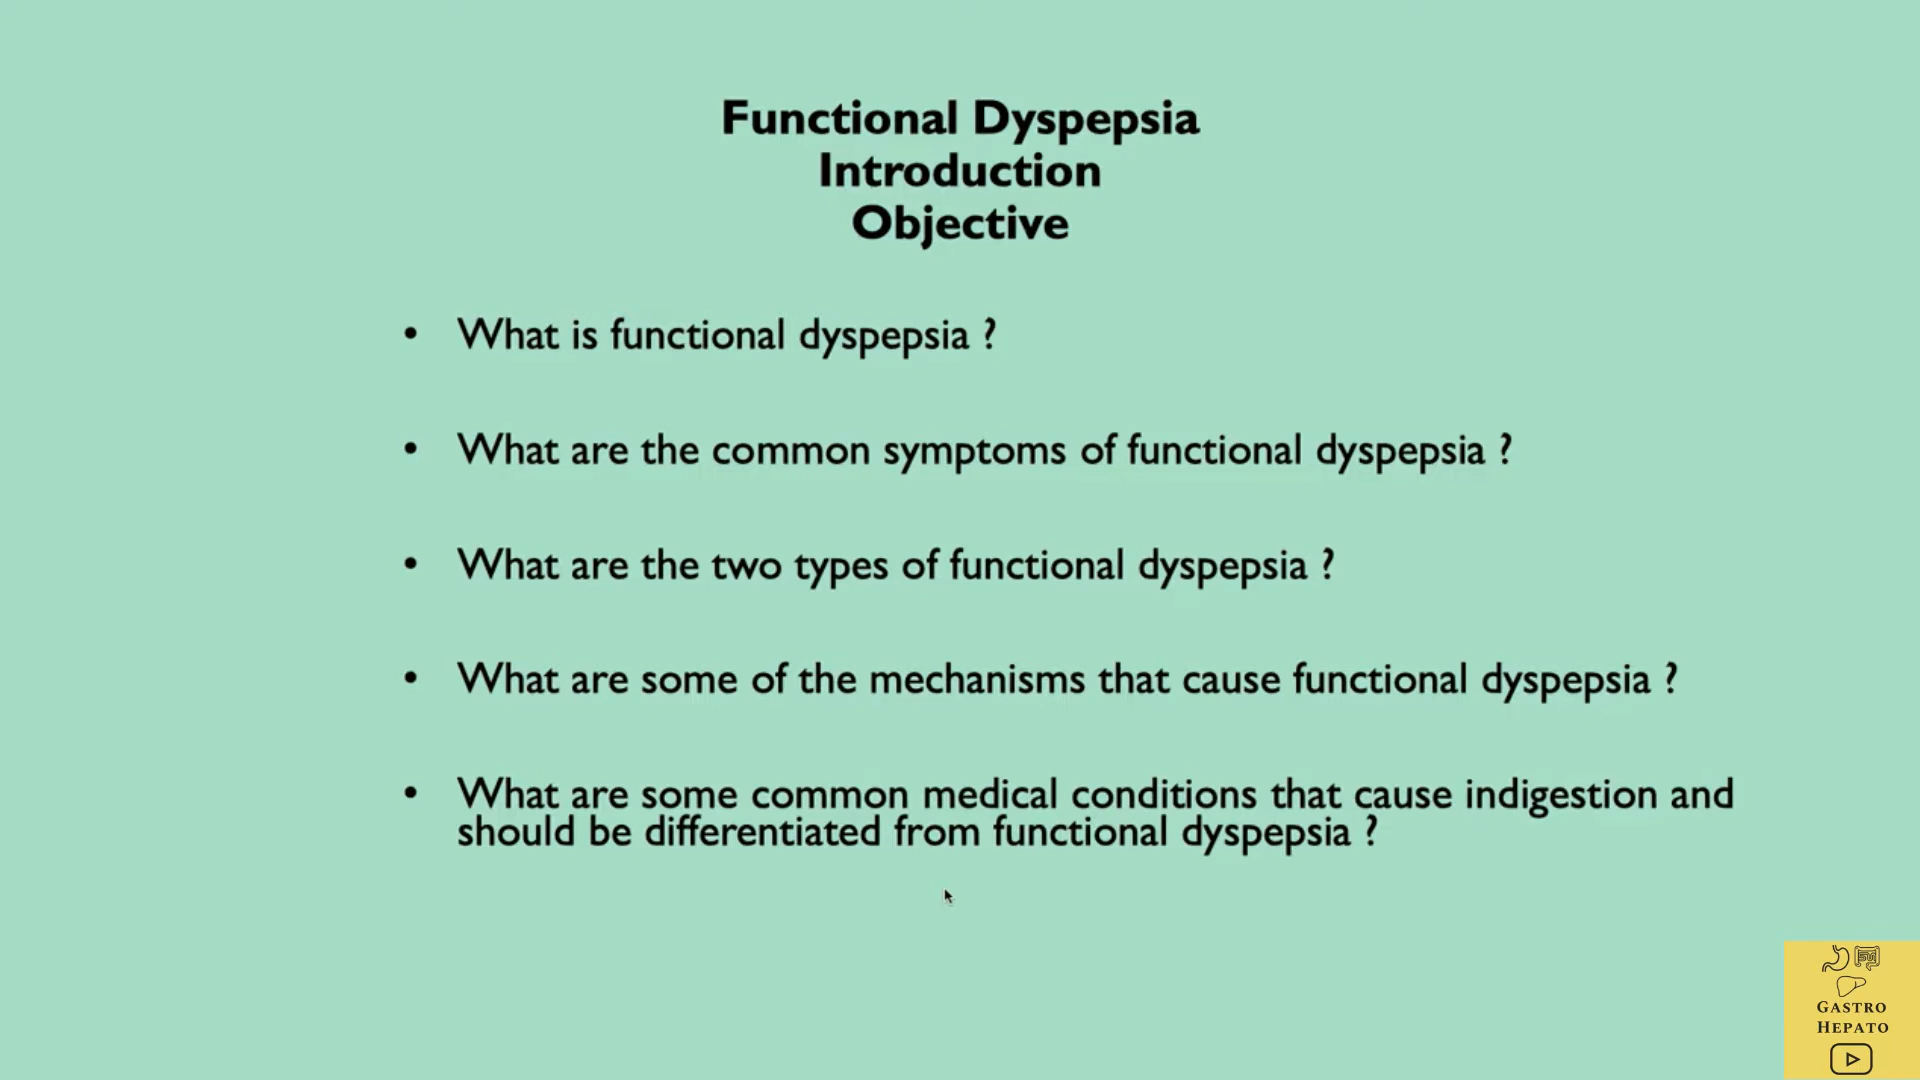 Functional Dyspepsia
Introduction
Objective
• What is functional dyspepsia ?
• What are the common symptoms of functional dyspepsia ?
• What are the two types of functional dyspepsia ?
• What are some of the mechanisms that cause functional dyspepsia ?
• What are some common medical conditions that cause indigestion and
should be differentiated from functional dyspepsia ?
GASTRO
HEPATO